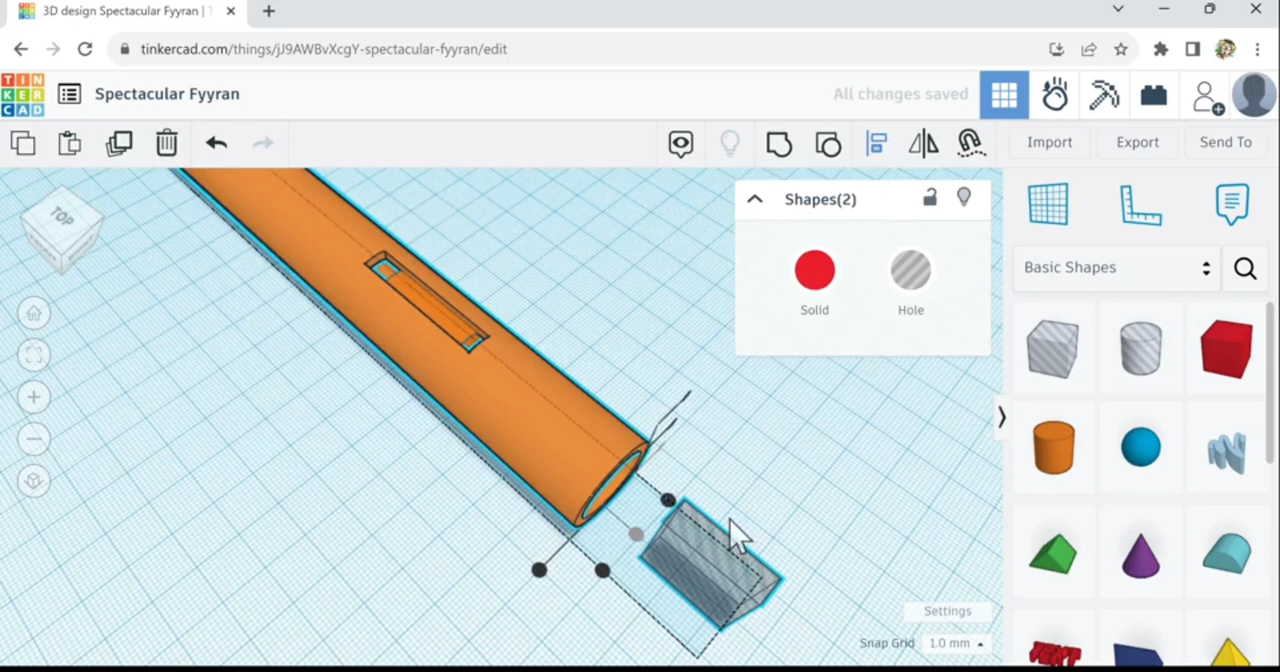 3D design Spectacular Fyyran |
tinkercad.com/things/jJ9AWBvXcgY-spectacular-fyyran/edit
TIN
KER
CAD
Spectacular Fyyran
All changes saved
Import
Export
Send To
TOP
Shapes(2)
Solid
Hole
Basic Shapes
TEXT
Settings
Snap Grid 1.0 mm